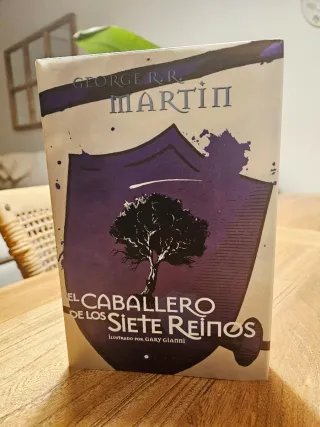 GEORGE R. R.
MARTIN
EL CABALLERO
DE LOS SIETE REINOS
ILUSTRADO POR GARY GIANNI